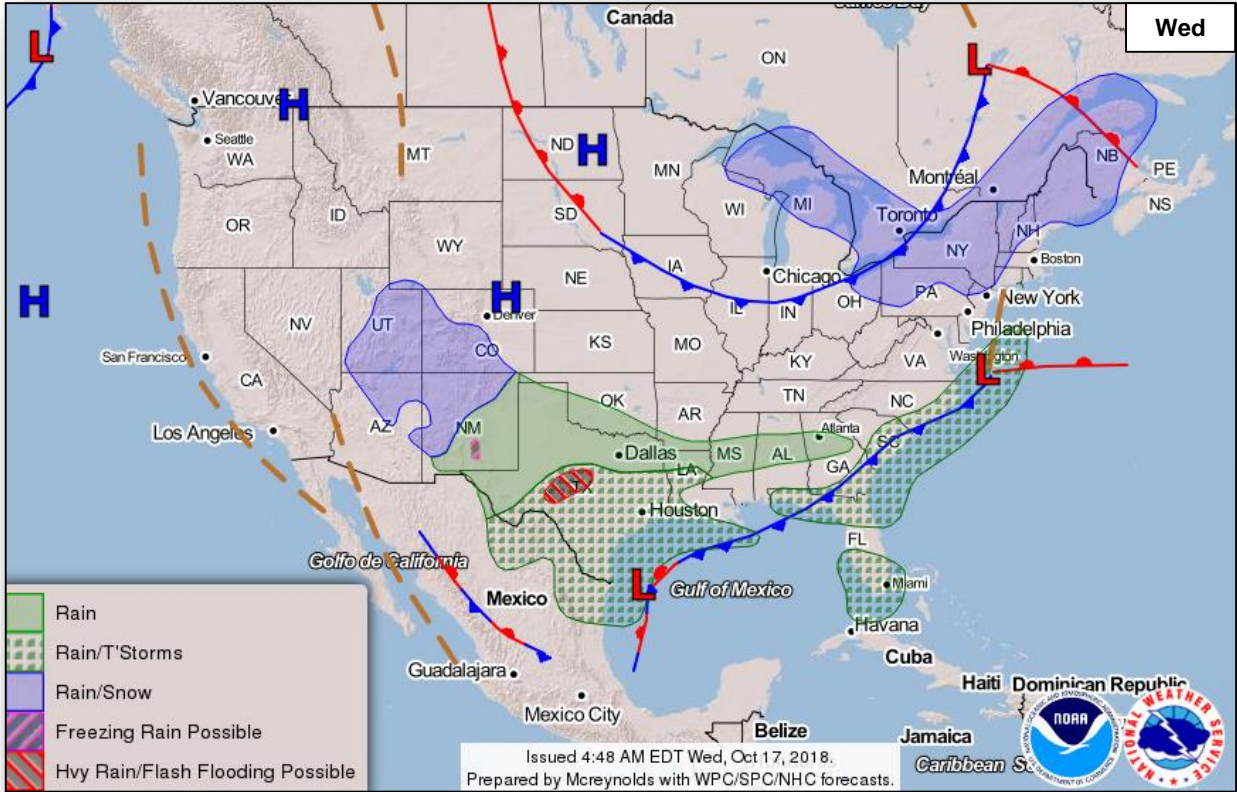 Canada
James Bay
Wed
L
L
ON
Vancouver
H
Seattle
WA
MT
ND
H
MN
NB
PE
Montréal
NS
OR
ID
SD
WI
MI
Toronto
NH
WY
NY
Boston
H
NE
IA
Chicago
PA
New York
H
Denver
IL
IN
OH
Philadelphia
NV
UT
CO
KS
MO
KY
VA
Washington
San Francisco
CA
L
OK
AR
TN
NC
Los Angeles
AZ
NM
Atlanta
SC
Dallas
MS
AL
GA
LA
TX
Houston
FL
Golfo de California
Miami
Mexico
L
Gulf of Mexico
Havana
Cuba
Guadalajara
Haiti
Dominican Republic
Mexico City
Belize
Jamaica
Caribbean
Rain
Rain/T'Storms
Rain/Snow
Freezing Rain Possible
Hvy Rain/Flash Flooding Possible
Issued 4:48 AM EDT Wed, Oct 17, 2018.
Prepared by Mcreynolds with WPC/SPC/NHC forecasts.
NOAA
NATIONAL WEATHER SERVICE